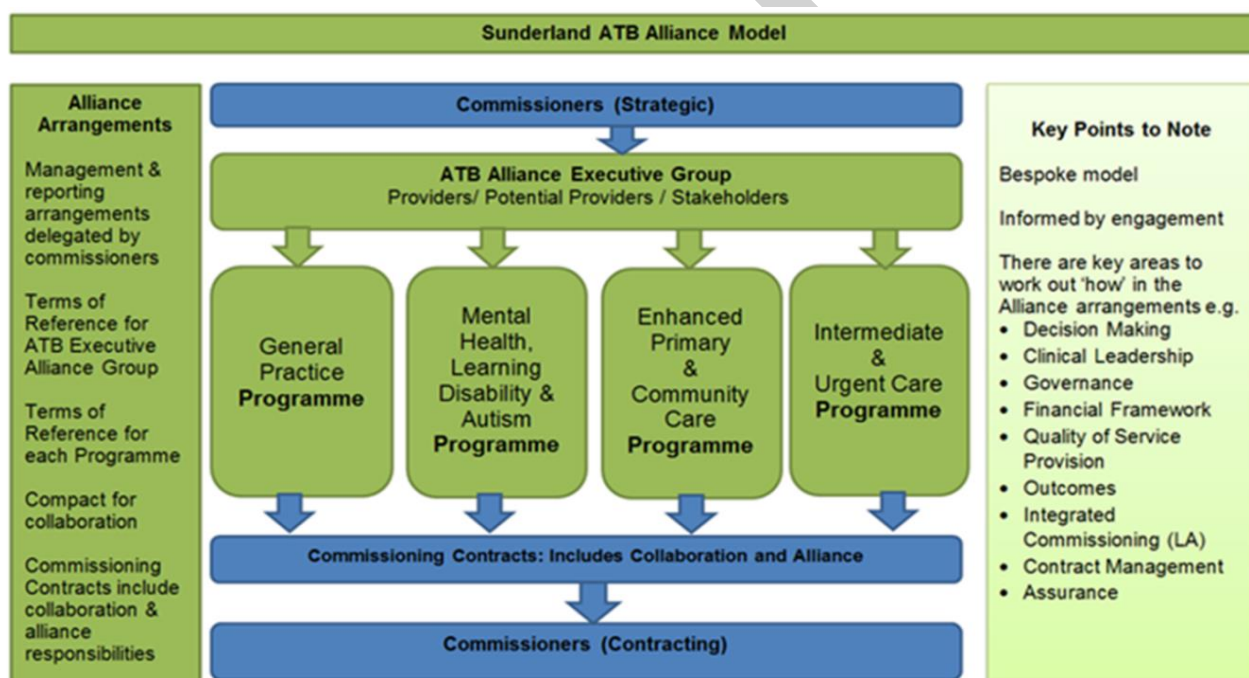 Sunderland ATB Alliance Model
Alliance
Arrangements
Management &
reporting
arrangements
delegated by
commissioners
Terms of
Reference for
ATB Executive
Alliance Group
Terms of
Reference for
each Programme
Compact for
collaboration
Commissioning
Contracts include
collaboration &
alliance
responsibilities
Commissioners (Strategic)
ATB Alliance Executive Group
Providers/ Potential Providers / Stakeholders
General
Practice
Programme
Mental
Health,
Learning
Disability &
Autism
Programme
Enhanced
Primary
&
Community
Care
Programme
Intermediate
&
Urgent Care
Programme
Commissioning Contracts: Includes Collaboration and Alliance
Commissioners (Contracting)
Key Points to Note
Bespoke model
Informed by engagement
There are key areas to
work out ‘how’ in the
Alliance arrangements e.g.
• Decision Making
• Clinical Leadership
• Governance
• Financial Framework
• Quality of Service
Provision
• Outcomes
• Integrated
Commissioning (LA)
• Contract Management
• Assurance